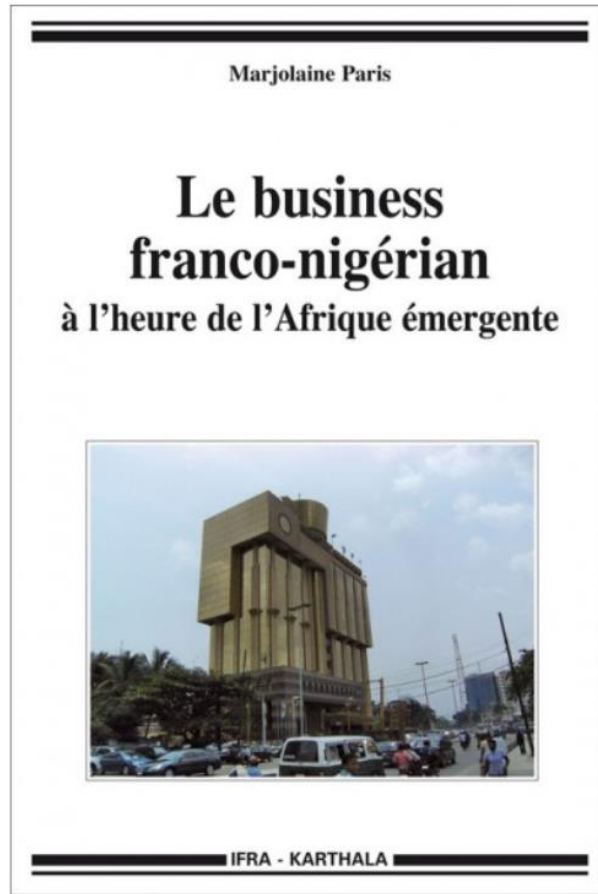 Marjolaine Paris
Le business
franco-nigérian
à l'heure de l'Afrique émergente
IFRA - KARTHALA